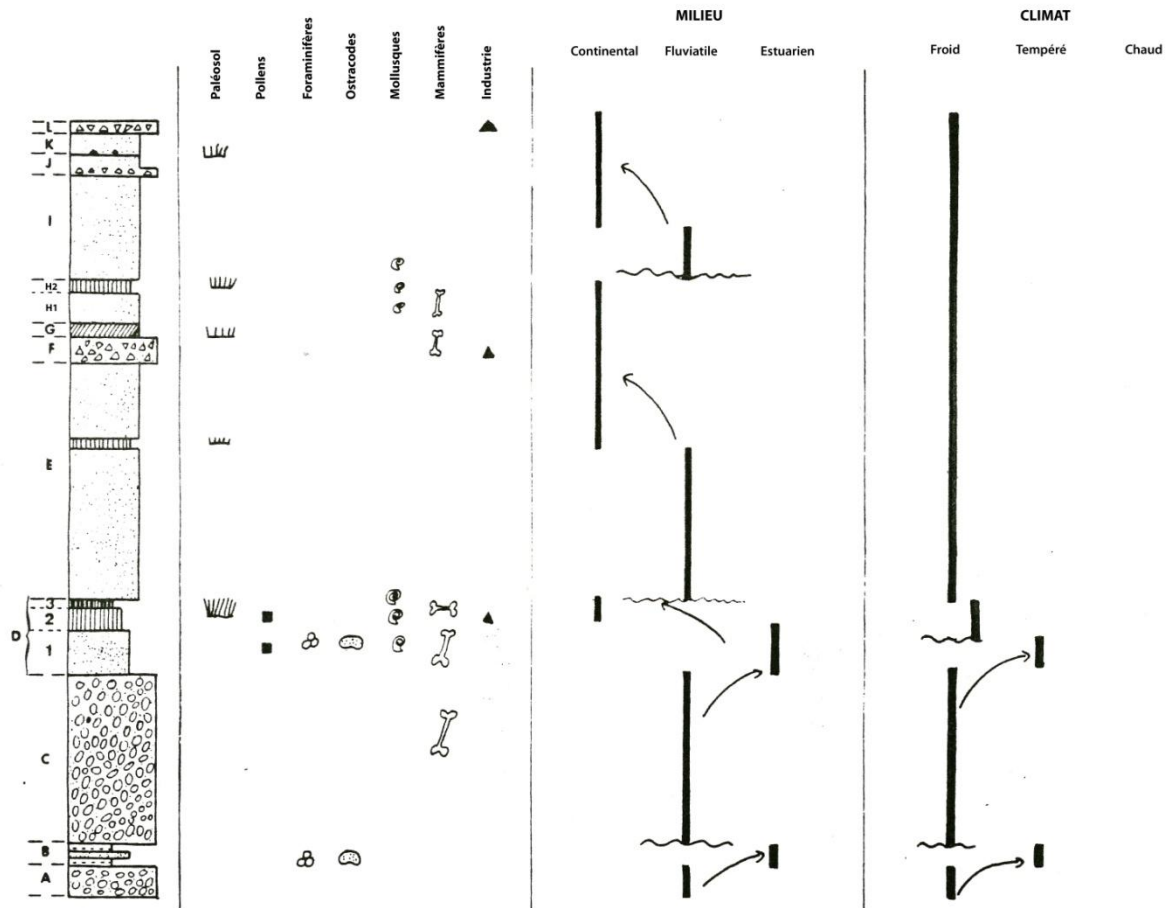 MILIEU
CLIMAT
Paléosol
Pollens
Foraminifères
Ostracodes
Mollusques
Mammifères
Industrie
Continental
Fluviatile
Estuarien
Froid
Tempéré
Chaud
L
K
J
I
H2
H1
G
F
E
3
D
2
1
C
B
A